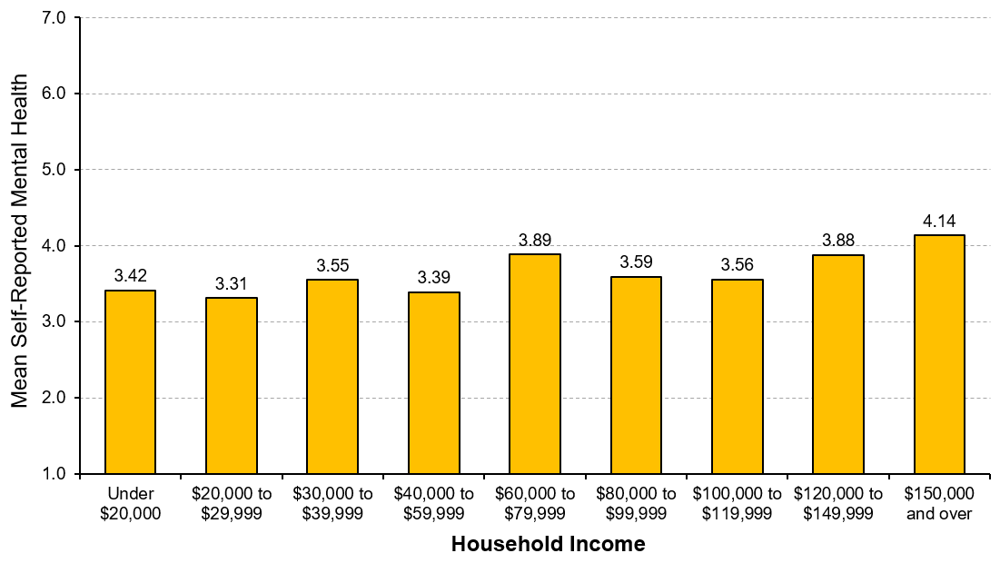 Mean Self-Reported Mental Health
7.0
6.0
5.0
4.0
3.0
2.0
1.0
3.42
3.31
3.55
3.39
3.89
3.59
3.56
3.88
4.14
Under
$20,000
$20,000 to
$29,999
$30,000 to
$39,999
$40,000 to
$59,999
$60,000 to
$79,999
$80,000 to
$99,999
$100,000 to
$119,999
$120,000 to
$149,999
$150,000
and over
Household Income